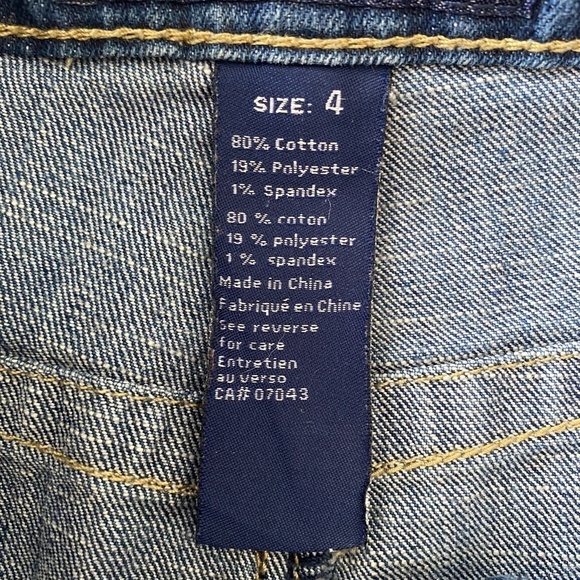 SIZE: 4
80% Cotton
19% Polyester
1% Spandex
80 % coton
19 % polyester
1 % spandex
Made in China
Fabriqué en Chine
See reverse
for care
Entretien
au verso
CA# 07043